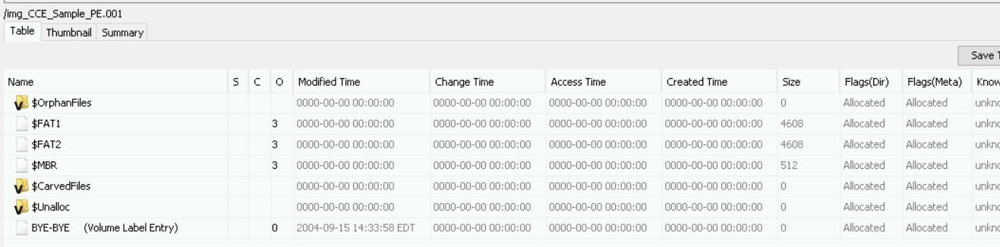 /img_CCE_Sample_PE.001
Table Thumbnail Summary
Save
Name S C O Modified Time Change Time Access Time Created Time Size Flags(Dir) Flags(Meta)
$OrphanFiles 0000-00-00 00:00:00 0000-00-00 00:00:00 0000-00-00 00:00:00 0000-00-00 00:00:00 0 Allocated Allocated
$FAT1 3 0000-00-00 00:00:00 0000-00-00 00:00:00 0000-00-00 00:00:00 0000-00-00 00:00:00 4608 Allocated Allocated
$FAT2 3 0000-00-00 00:00:00 0000-00-00 00:00:00 0000-00-00 00:00:00 0000-00-00 00:00:00 4608 Allocated Allocated
$MBR 3 0000-00-00 00:00:00 0000-00-00 00:00:00 0000-00-00 00:00:00 0000-00-00 00:00:00 512 Allocated Allocated
$CarvedFiles 0000-00-00 00:00:00 0000-00-00 00:00:00 0000-00-00 00:00:00 0000-00-00 00:00:00 0 Allocated Allocated
$Unalloc 0000-00-00 00:00:00 0000-00-00 00:00:00 0000-00-00 00:00:00 0000-00-00 00:00:00 0 Allocated Allocated
BYE-BYE (Volume Label Entry) 0 2004-09-15 14:33:58 EDT 0000-00-00 00:00:00 0000-00-00 00:00:00 0000-00-00 00:00:00 0 Allocated Allocated